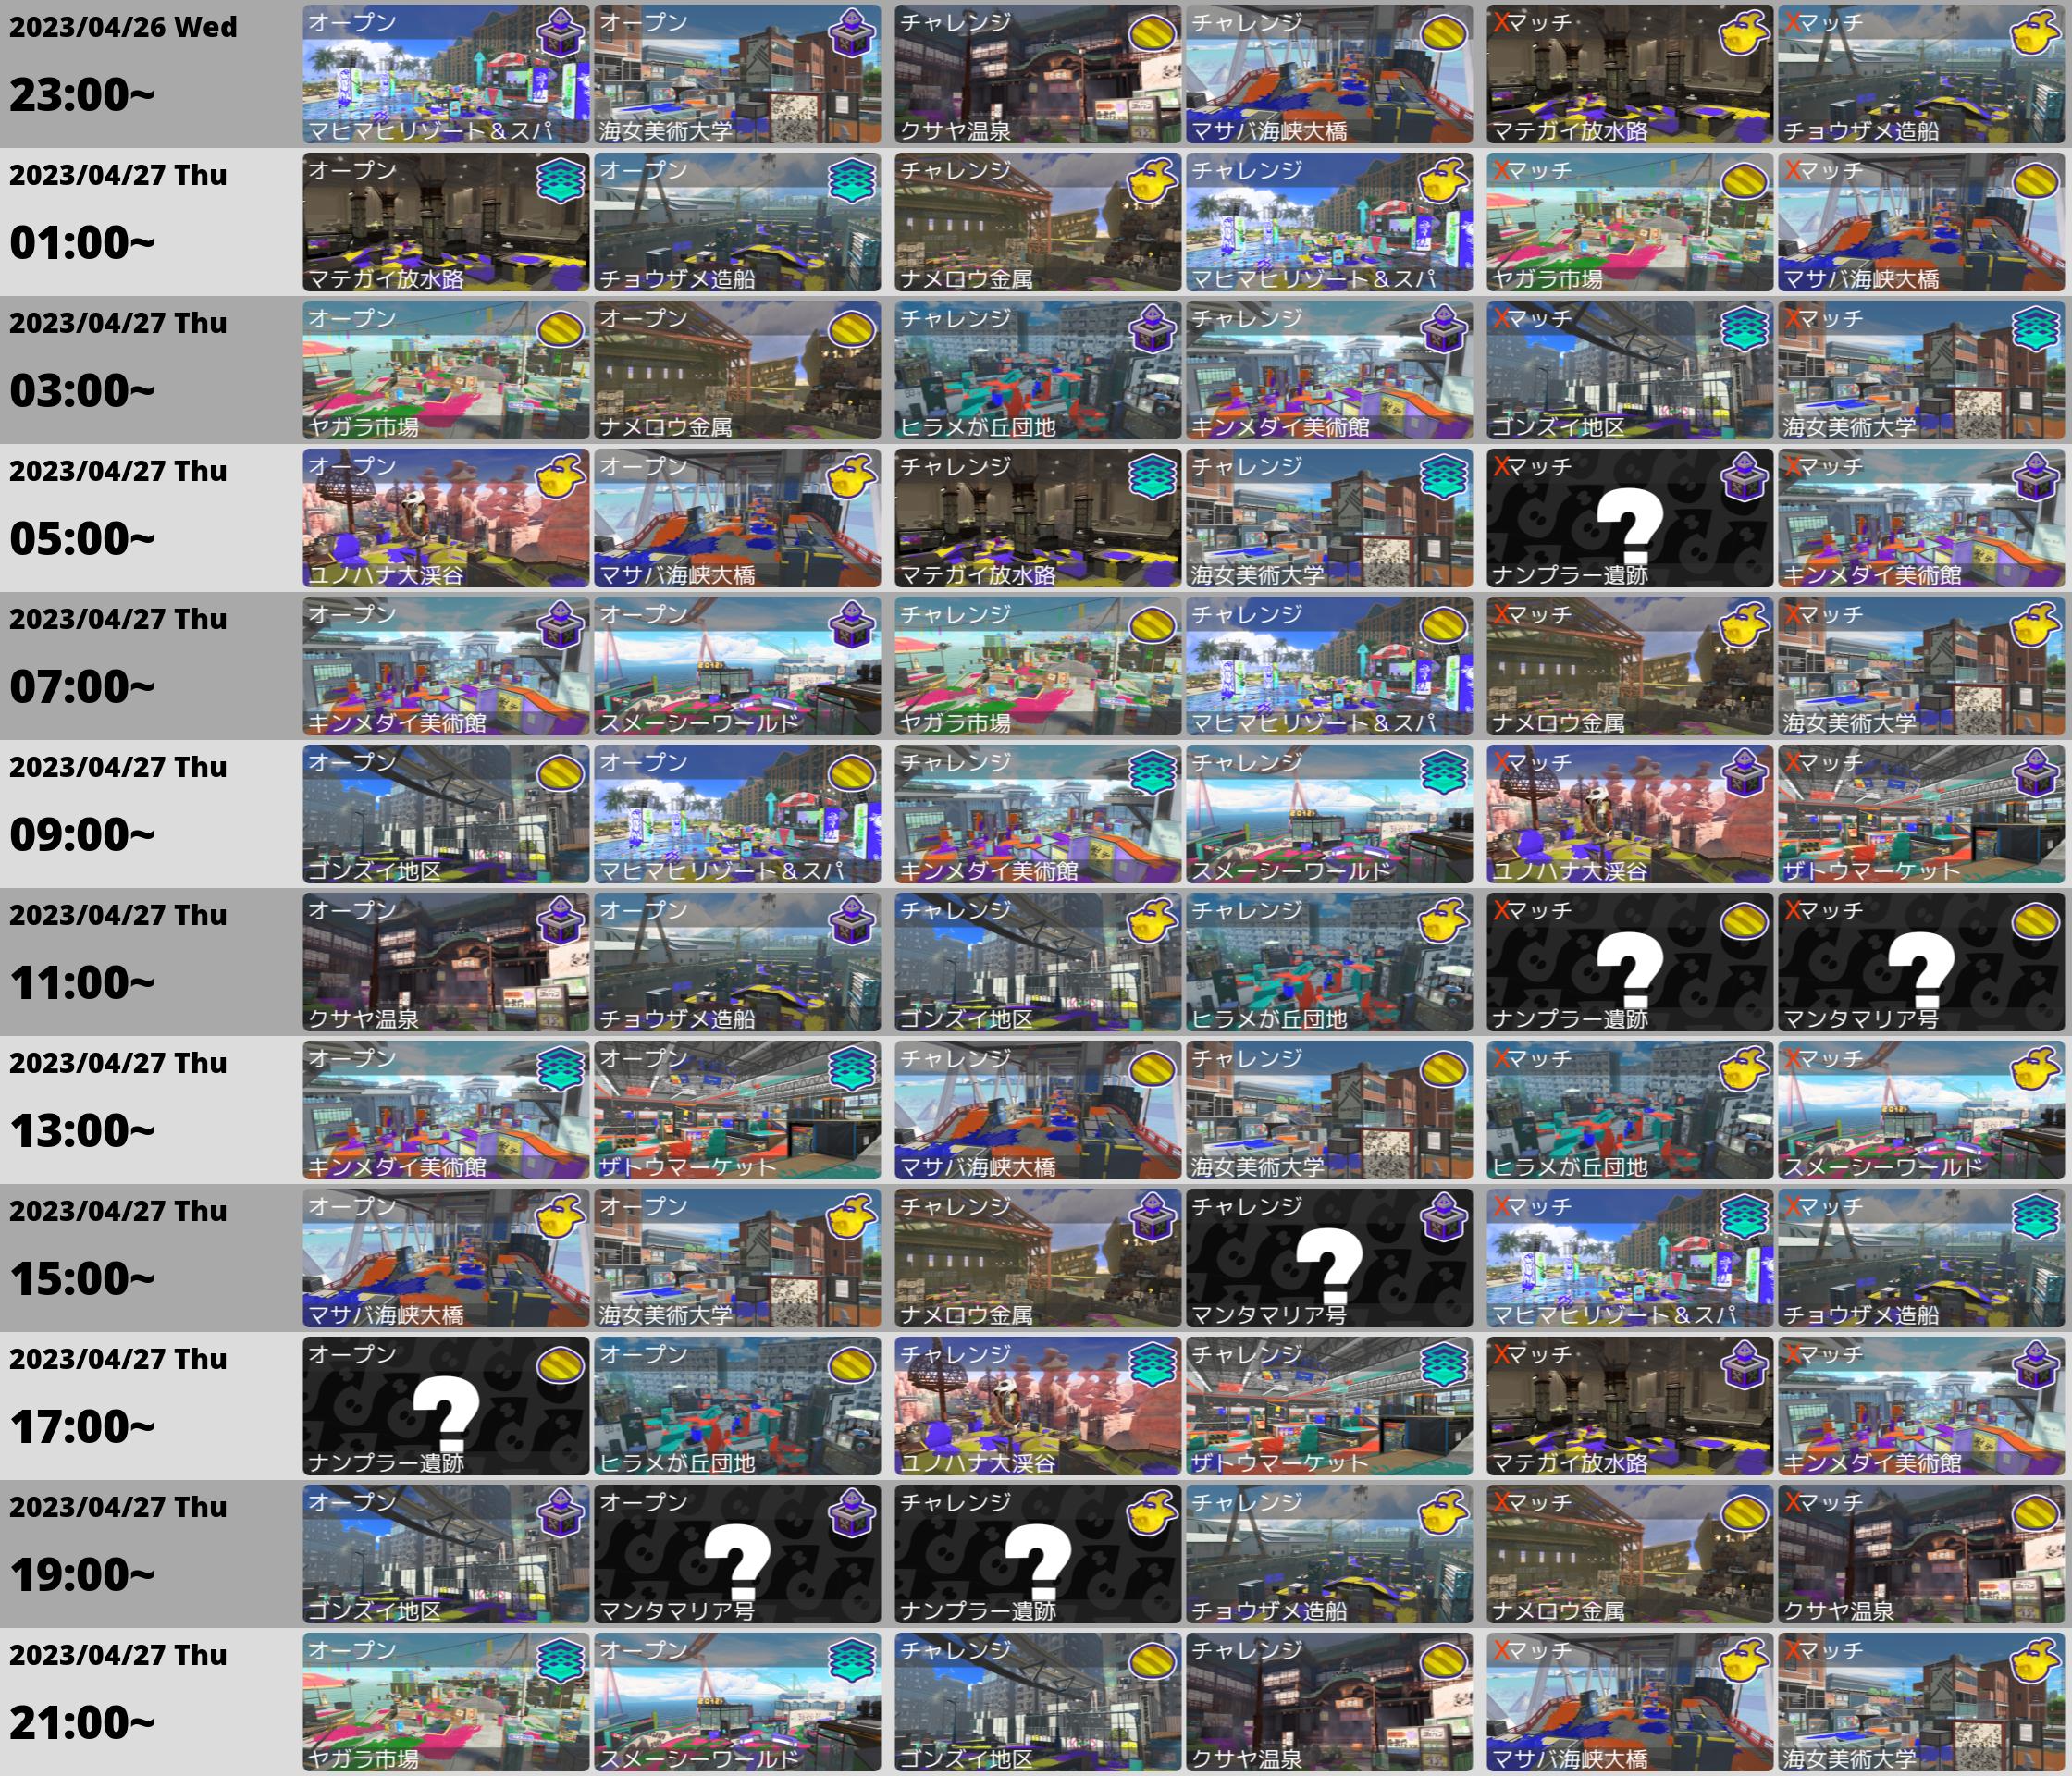 2023/04/26 Wed
23:00~
オープン
マヒマヒリゾート＆スパ
オープン
海女美術大学
チャレンジ
クサヤ温泉
チャレンジ
マサバ海峡大橋
Xマッチ
マテガイ放水路
Xマッチ
チョウザメ造船
2023/04/27 Thu
01:00~
オープン
マテガイ放水路
オープン
チョウザメ造船
チャレンジ
ナメロウ金属
チャレンジ
マヒマヒリゾート＆スパ
Xマッチ
ヤガラ市場
Xマッチ
マサバ海峡大橋
2023/04/27 Thu
03:00~
オープン
ヤガラ市場
オープン
ナメロウ金属
チャレンジ
ヒラメが丘団地
チャレンジ
キンメダイ美術館
Xマッチ
ゴンズイ地区
Xマッチ
海女美術大学
2023/04/27 Thu
05:00~
オープン
ユノハナ大渓谷
オープン
マサバ海峡大橋
チャレンジ
マテガイ放水路
チャレンジ
海女美術大学
Xマッチ
?
ナンプラー遺跡
Xマッチ
キンメダイ美術館
2023/04/27 Thu
07:00~
オープン
キンメダイ美術館
オープン
スメーシーワールド
チャレンジ
ヤガラ市場
チャレンジ
マヒマヒリゾート＆スパ
Xマッチ
ナメロウ金属
Xマッチ
海女美術大学
2023/04/27 Thu
09:00~
オープン
ゴンズイ地区
オープン
マヒマヒリゾート＆スパ
チャレンジ
キンメダイ美術館
チャレンジ
スメーシーワールド
Xマッチ
ユノハナ大渓谷
Xマッチ
ザトウマーケット
2023/04/27 Thu
11:00~
オープン
クサヤ温泉
オープン
チョウザメ造船
チャレンジ
ゴンズイ地区
チャレンジ
ヒラメが丘団地
Xマッチ
?
ナンプラー遺跡
Xマッチ
?
マンタマリア号
2023/04/27 Thu
13:00~
オープン
キンメダイ美術館
オープン
ザトウマーケット
チャレンジ
マサバ海峡大橋
チャレンジ
海女美術大学
Xマッチ
ヒラメが丘団地
Xマッチ
スメーシーワールド
2023/04/27 Thu
15:00~
オープン
マサバ海峡大橋
オープン
海女美術大学
チャレンジ
ナメロウ金属
チャレンジ
?
マンタマリア号
Xマッチ
マヒマヒリゾート＆スパ
Xマッチ
チョウザメ造船
2023/04/27 Thu
17:00~
オープン
?
ナンプラー遺跡
オープン
ヒラメが丘団地
チャレンジ
ユノハナ大渓谷
チャレンジ
ザトウマーケット
Xマッチ
マテガイ放水路
Xマッチ
キンメダイ美術館
2023/04/27 Thu
19:00~
オープン
ゴンズイ地区
オープン
?
マンタマリア号
チャレンジ
?
ナンプラー遺跡
チャレンジ
チョウザメ造船
Xマッチ
ナメロウ金属
Xマッチ
クサヤ温泉
2023/04/27 Thu
21:00~
オープン
ヤガラ市場
オープン
スメーシーワールド
チャレンジ
ゴンズイ地区
チャレンジ
クサヤ温泉
Xマッチ
マサバ海峡大橋
Xマッチ
海女美術大学